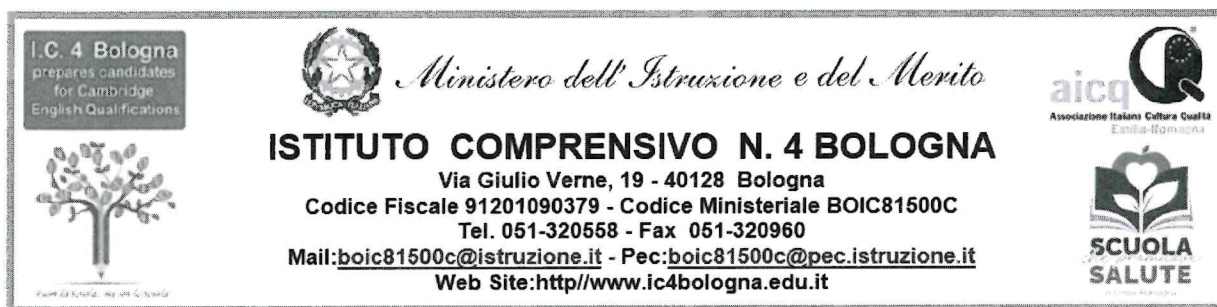 I.C. 4 Bologna
prepares candidates
for Cambridge
English Qualifications
Ministero dell'Istruzione e del Merito
ISTITUTO COMPRENSIVO N. 4 BOLOGNA
Via Giulio Verne, 19 - 40128 Bologna
Codice Fiscale 91201090379 - Codice Ministeriale BOIC81500C
Tel. 051-320558 - Fax 051-320960
Mail:boic81500c@istruzione.it - Pec:boic81500c@pec.istruzione.it
Web Site:http//www.ic4bologna.edu.it
aicq
Associazione Italiana Cultura Qualità
Emilia-Romagna
SCUOLA
che promuove
SALUTE